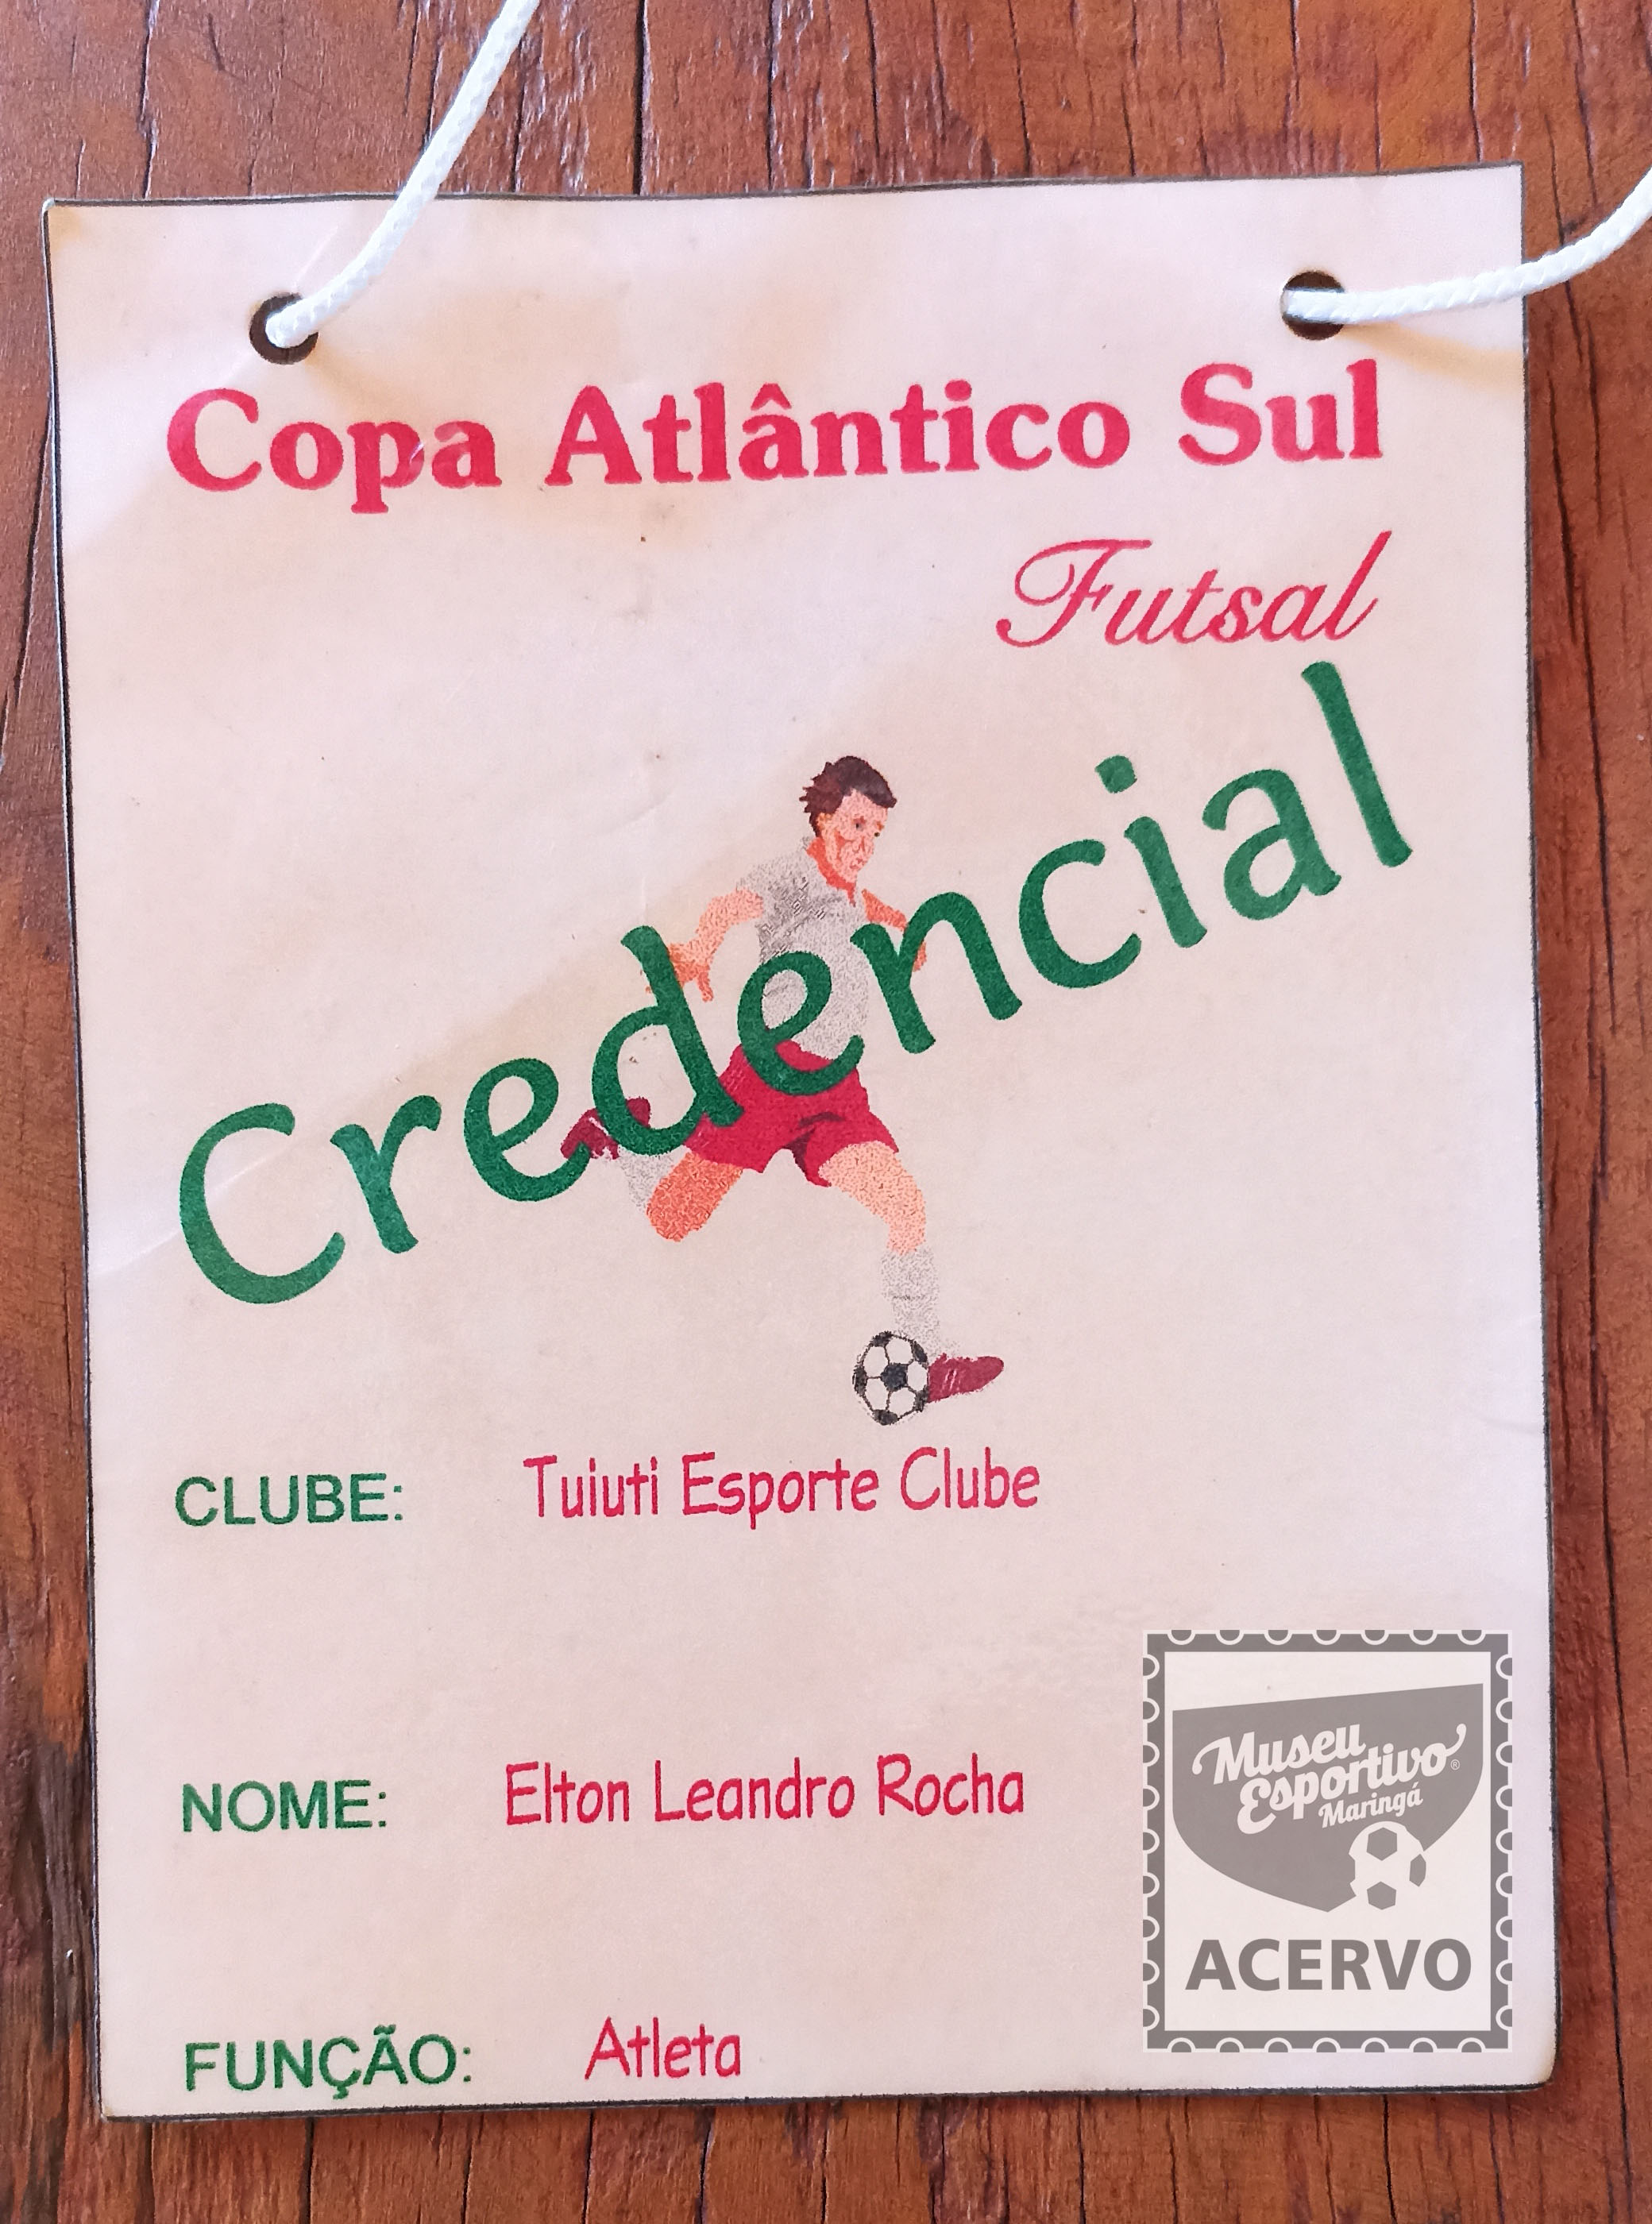 Copa Atlântico Sul
Futsal
Credencial
CLUBE: Tuiuti Esporte Clube
NOME: Elton Leandro Rocha
FUNÇÃO: Atleta
Museu
Esportivo®
Maringá
ACERVO